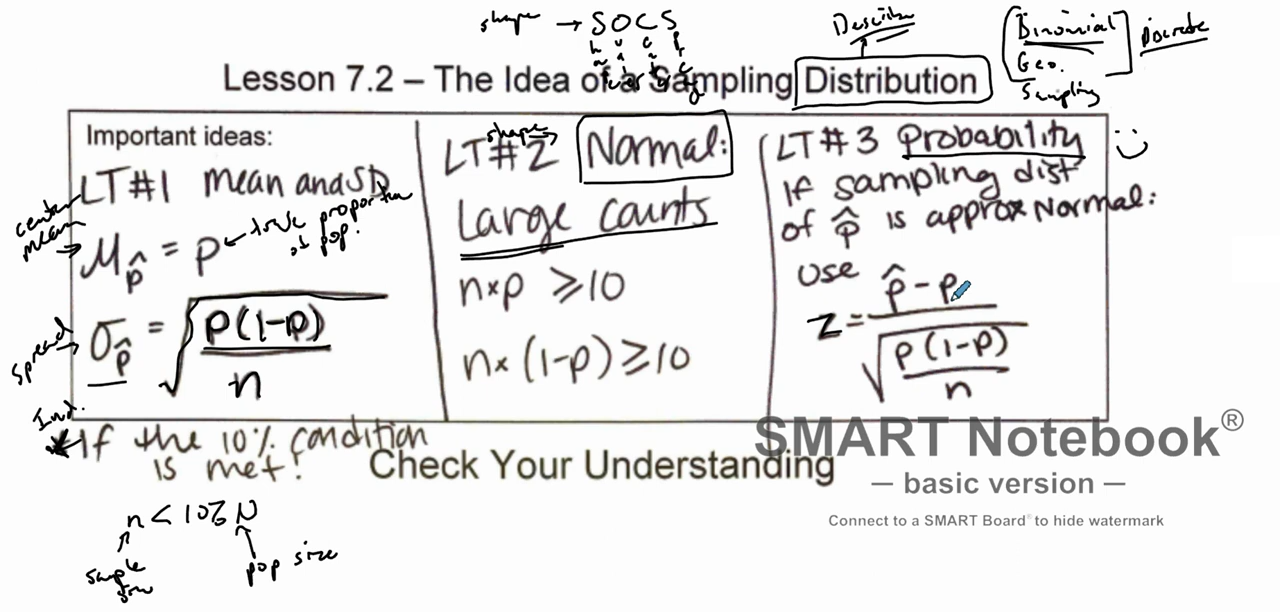 shape → SOCS
Describe
Binomial
Geo.
Sampling
Discrete
Lesson 7.2 – The Idea of a Sampling Distribution
Important ideas:
LT#1 mean and SD
center
mean
μp̂ = p ← true proportion
of pop.
spread
σp̂ = √(p(1-p)/n)
Ind.
*If the 10% condition
is met!
n < 10% N
sample
size
pop size
shape →
LT#2 Normal:
Large counts
n×p ≥10
n×(1-p)≥10
LT#3 Probability
If sampling dist
of p̂ is approx Normal:
Use
z = (p̂ - p)/√(p(1-p)/n)
Check Your Understanding
SMART Notebook®
— basic version —
Connect to a SMART Board® to hide watermark